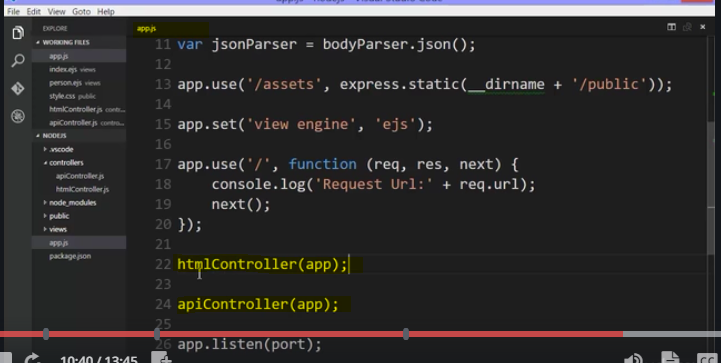 File Edit View Goto Help
EXPLORE
WORKING FILES
app.js
index.ejs views
person.ejs views
style.css public
htmlController.js contr...
apiController.js contro...
NODEJS
.vscode
controllers
apiController.js
htmlController.js
node_modules
public
views
app.js
package.json
app.js
11 var jsonParser = bodyParser.json();
12
13 app.use('/assets', express.static(__dirname + '/public'));
14
15 app.set('view engine', 'ejs');
16
17 app.use('/', function (req, res, next) {
18 console.log('Request Url:' + req.url);
19 next();
20 });
21
22 htmlController(app);
23
24 apiController(app);
25
26 app.listen(port);
10:40 / 13:45
CC